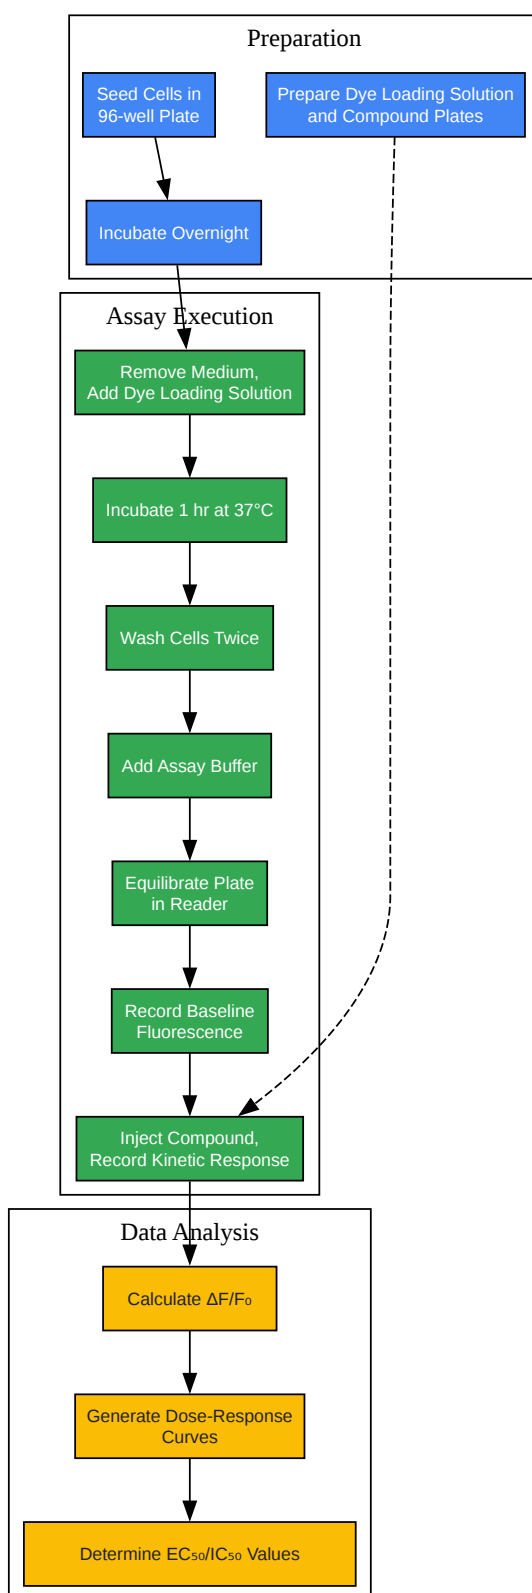 Preparation
Seed Cells in
96-well Plate
Prepare Dye Loading Solution
and Compound Plates
Incubate Overnight
Assay Execution
Remove Medium,
Add Dye Loading Solution
Incubate 1 hr at 37°C
Wash Cells Twice
Add Assay Buffer
Equilibrate Plate
in Reader
Record Baseline
Fluorescence
Inject Compound,
Record Kinetic Response
Data Analysis
Calculate ΔF/F₀
Generate Dose-Response
Curves
Determine EC₅₀/IC₅₀ Values